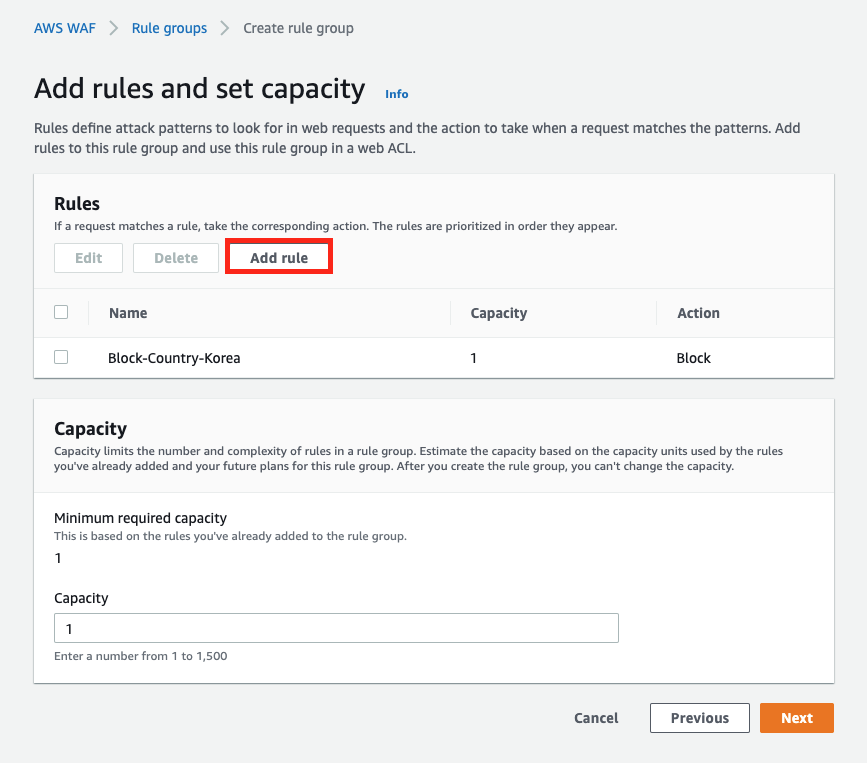 AWS WAF > Rule groups > Create rule group
Add rules and set capacity Info
Rules define attack patterns to look for in web requests and the action to take when a request matches the patterns. Add
rules to this rule group and use this rule group in a web ACL.
Rules
If a request matches a rule, take the corresponding action. The rules are prioritized in order they appear.
Edit Delete Add rule
Name Capacity Action
Block-Country-Korea 1 Block
Capacity
Capacity limits the number and complexity of rules in a rule group. Estimate the capacity based on the capacity units used by the rules
you've already added and your future plans for this rule group. After you create the rule group, you can't change the capacity.
Minimum required capacity
This is based on the rules you've already added to the rule group.
1
Capacity
1
Enter a number from 1 to 1,500
Cancel Previous Next